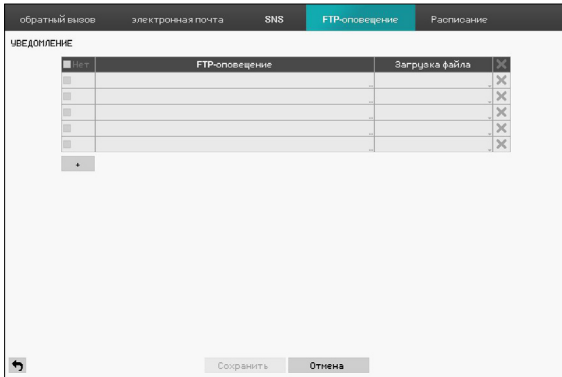 обратный вызов электронная почта SNS FTP-оповещение Расписание
УВЕДОМЛЕНИЕ
Нет FTP-оповещение Загрузка файла
+
Сохранить Отмена